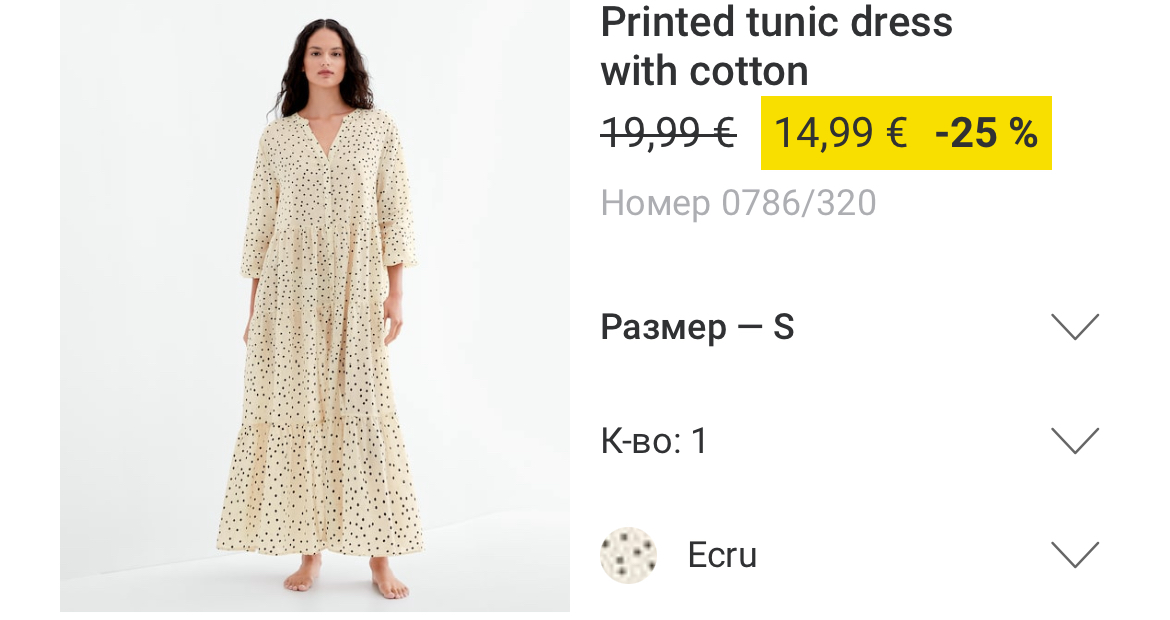 Printed tunic dress
with cotton
19,99 € 14,99 € -25 %
Номер 0786/320
Размер — S
К-во: 1
Ecru